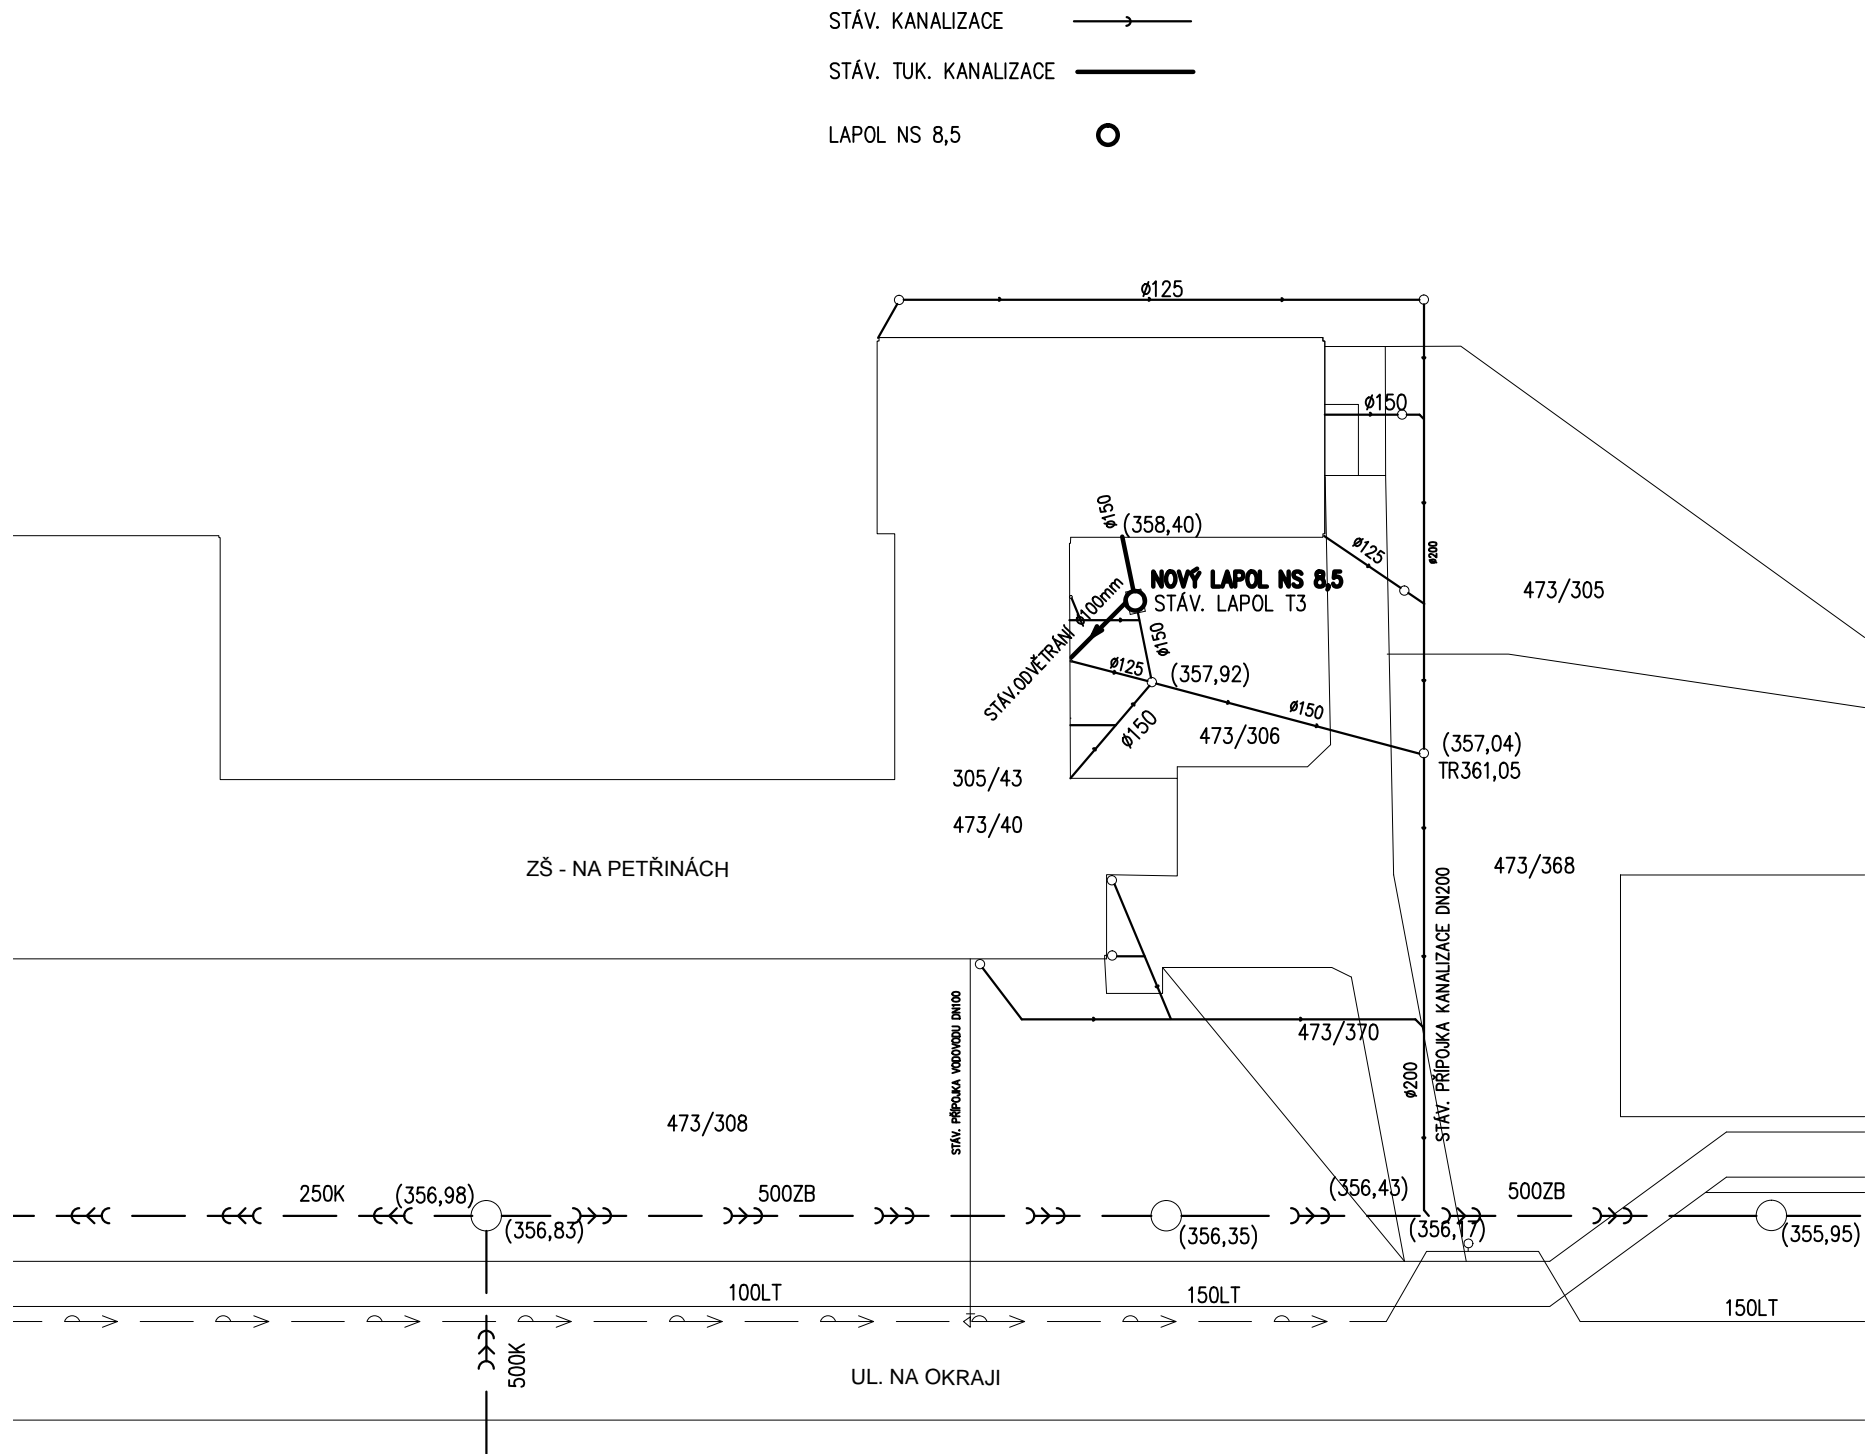 STÁV. KANALIZACE
STÁV. TUK. KANALIZACE
LAPOL NS 8,5
ø125
ø150
ø150
(358,40)
ø125
ø200
NOVÝ LAPOL NS 8,5
STÁV. LAPOL T3
473/305
STÁV.ODVĚTRÁNÍ ø100mm
ø150
ø125
(357,92)
ø150
ø150
473/306
(357,04)
TR361,05
305/43
473/40
ZŠ - NA PETŘINÁCH
473/368
STÁV. PŘÍPOJKA KANALIZACE DN200
STÁV. PŘÍPOJKA VODOVODU DN100
473/370
ø200
473/308
250K
(356,98)
(356,83)
500ZB
(356,35)
(356,43)
(356,17)
500ZB
(355,95)
100LT
150LT
150LT
500K
UL. NA OKRAJI